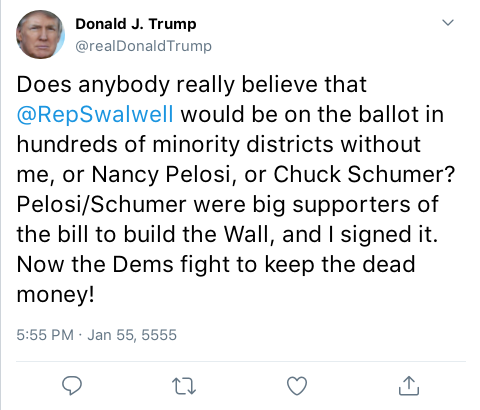 Donald J. Trump
@realDonaldTrump
Does anybody really believe that
@RepSwalwell would be on the ballot in
hundreds of minority districts without
me, or Nancy Pelosi, or Chuck Schumer?
Pelosi/Schumer were big supporters of
the bill to build the Wall, and I signed it.
Now the Dems fight to keep the dead
money!
5:55 PM · Jan 55, 5555